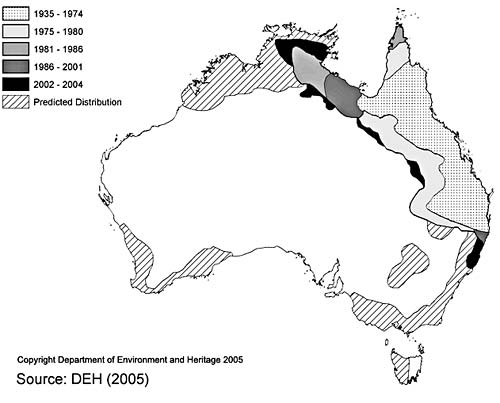 1935 - 1974
1975 - 1980
1981 - 1986
1986 - 2001
2002 - 2004
Predicted Distribution
Copyright Department of Environment and Heritage 2005
Source: DEH (2005)